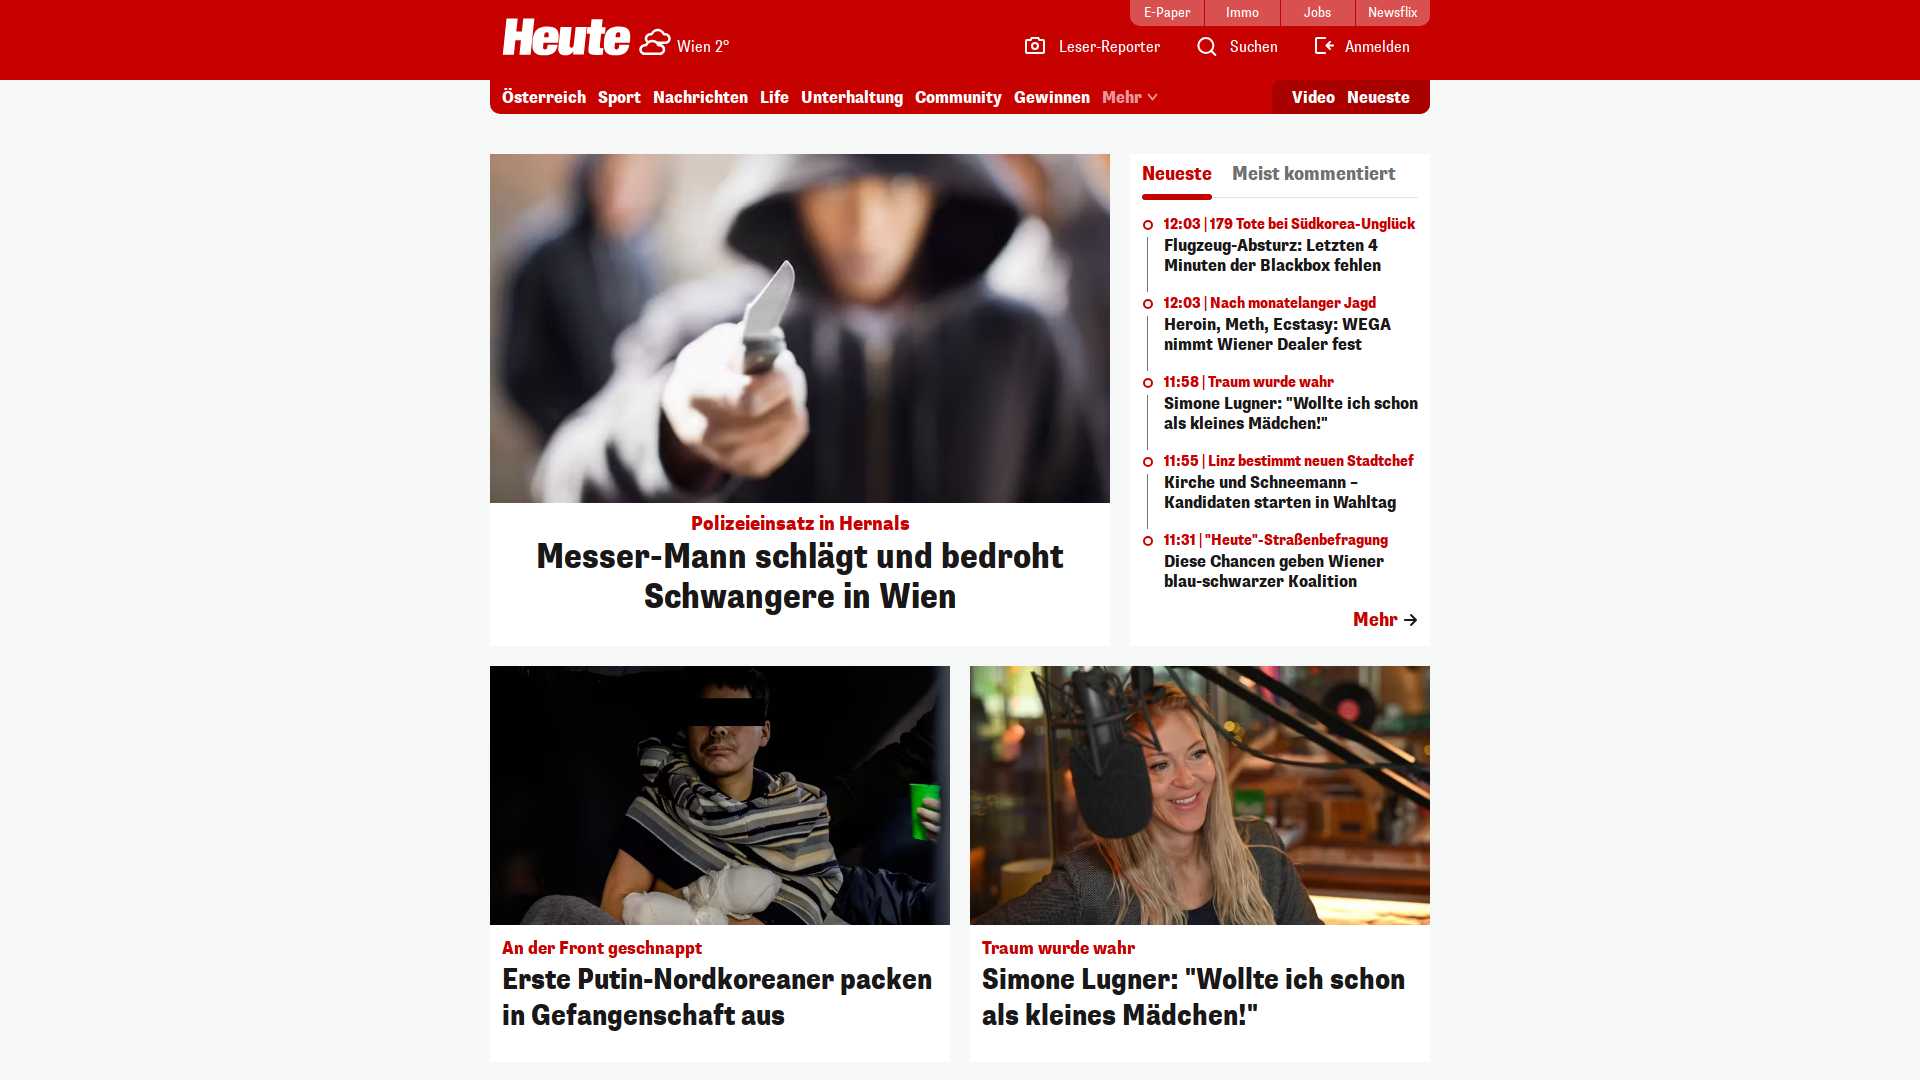 E-Paper
Immo
Jobs
Newsflix
Heute
Wien 2°
Leser-Reporter
Suchen
Anmelden
Österreich
Sport
Nachrichten
Life
Unterhaltung
Community
Gewinnen
Mehr
Video
Neueste
Polizeieinsatz in Hernals
Messer-Mann schlägt und bedroht
Schwangere in Wien
Neueste
Meist kommentiert
12:03 | 179 Tote bei Südkorea-Unglück
Flugzeug-Absturz: Letzten 4
Minuten der Blackbox fehlen
12:03 | Nach monatelanger Jagd
Heroin, Meth, Ecstasy: WEGA
nimmt Wiener Dealer fest
11:58 | Traum wurde wahr
Simone Lugner: "Wollte ich schon
als kleines Mädchen!"
11:55 | Linz bestimmt neuen Stadtchef
Kirche und Schneemann –
Kandidaten starten in Wahltag
11:31 | "Heute"-Straßenbefragung
Diese Chancen geben Wiener
blau-schwarzer Koalition
Mehr
An der Front geschnappt
Erste Putin-Nordkoreaner packen
in Gefangenschaft aus
Traum wurde wahr
Simone Lugner: "Wollte ich schon
als kleines Mädchen!"